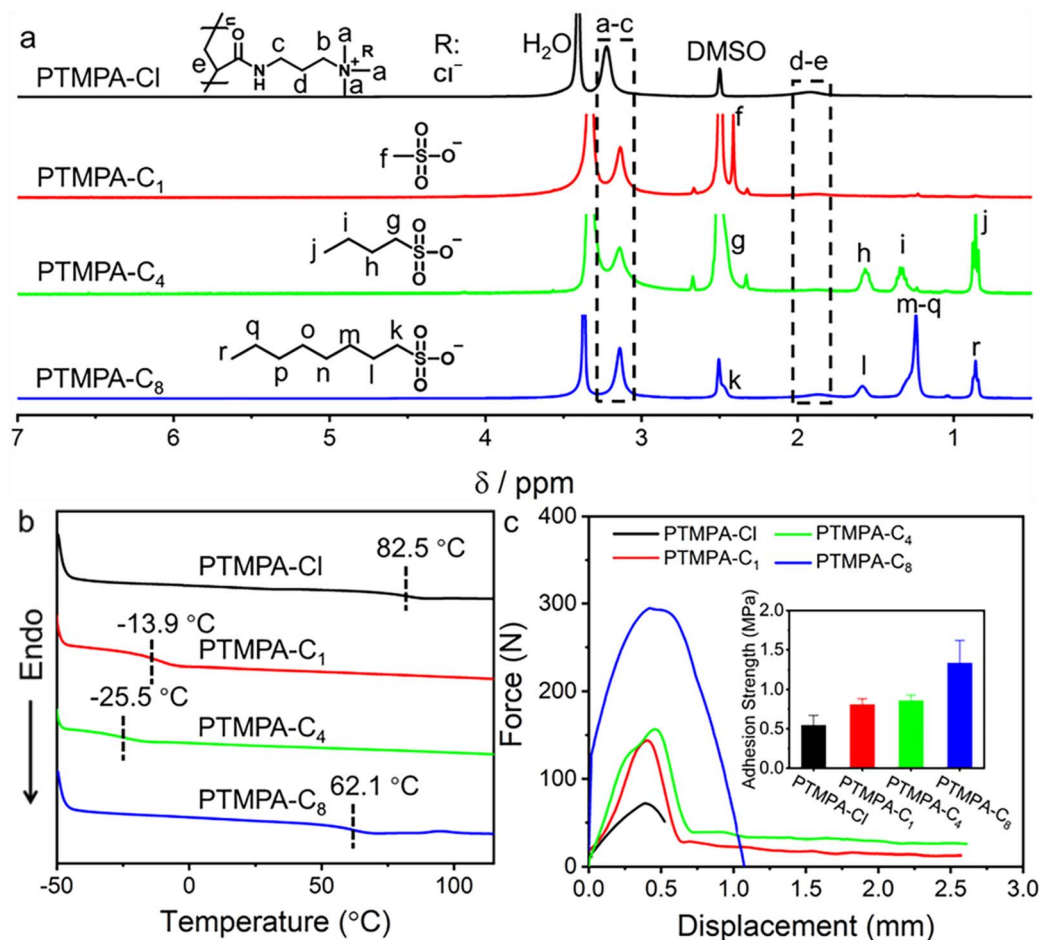 a
n
O
e
c
b
a
R
R:
N
H
d
N+
a
a
Cl⁻
PTMPA-Cl
H₂O
a-c
DMSO
d-e
f
O
S
O
O⁻
PTMPA-C₁
f
j
i
h
g
O
S
O
O⁻
PTMPA-C₄
g
h
i
j
r
q
p
o
n
m
l
k
O
S
O
O⁻
PTMPA-C₈
k
l
m-q
r
7 6 5 4 3 2 1
δ / ppm
b
Endo
82.5 °C
PTMPA-Cl
-13.9 °C
PTMPA-C₁
-25.5 °C
PTMPA-C₄
62.1 °C
PTMPA-C₈
-50 0 50 100
Temperature (°C)
c
Force (N)
400
300
200
100
0
PTMPA-Cl PTMPA-C₄
PTMPA-C₁ PTMPA-C₈
Adhesion Strength (MPa)
2.0
1.5
1.0
0.5
0.0
PTMPA-Cl
PTMPA-C₁
PTMPA-C₄
PTMPA-C₈
0.0 0.5 1.0 1.5 2.0 2.5 3.0
Displacement (mm)